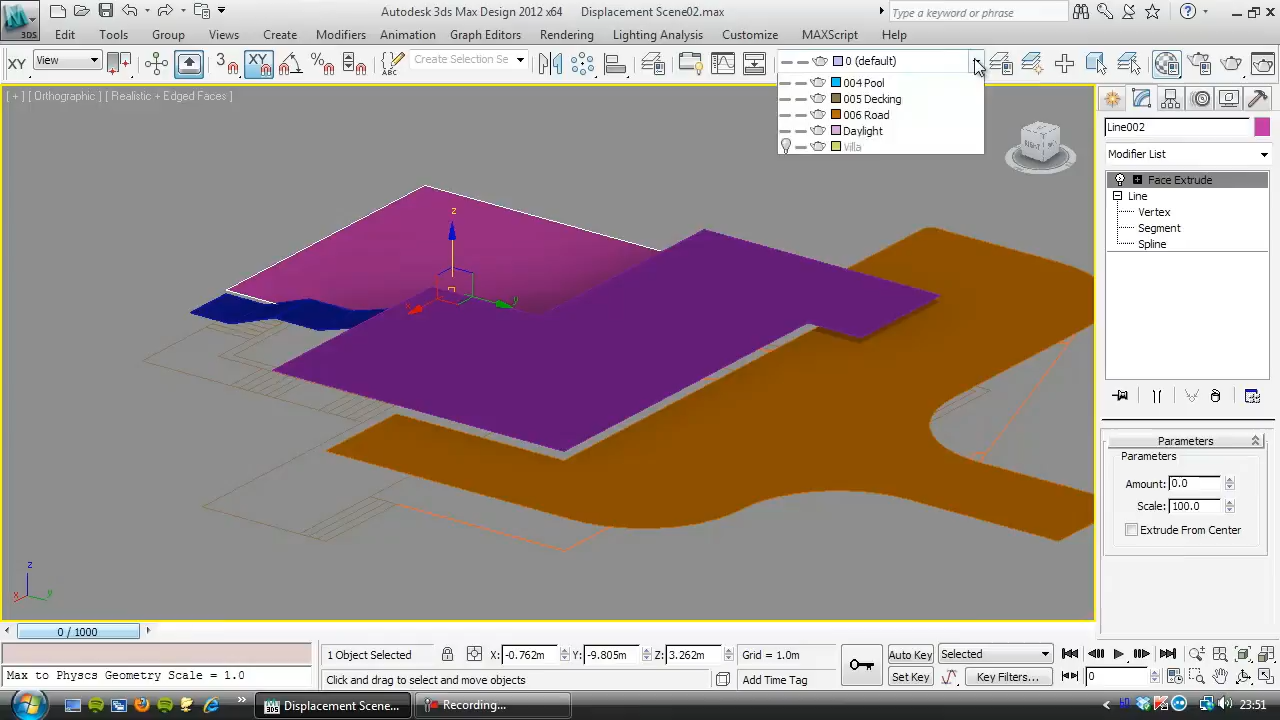 Autodesk 3ds Max Design 2012 x64 Displacement Scene02.max
Type a keyword or phrase
3DS
Edit Tools Group Views Create Modifiers Animation Graph Editors Rendering Lighting Analysis Customize MAXScript Help
XY View XY Create Selection Se 0 (default)
004 Pool
005 Decking
006 Road
Daylight
Villa
[ + ] [ Orthographic ] [ Realistic + Edged Faces ]
RIGHT
Line002
Modifier List
Face Extrude
Line
Vertex
Segment
Spline
z
y
Parameters
Parameters
Amount: 0.0
Scale: 100.0
Extrude From Center
z
x y
0 / 1000
1 Object Selected X: -0.762m Y: -9.805m Z: 3.262m Grid = 1.0m Auto Key Selected
Max to Physcs Geometry Scale = 1.0 Click and drag to select and move objects Add Time Tag Set Key Key Filters... 0
Displacement Scene... Recording... 23:51